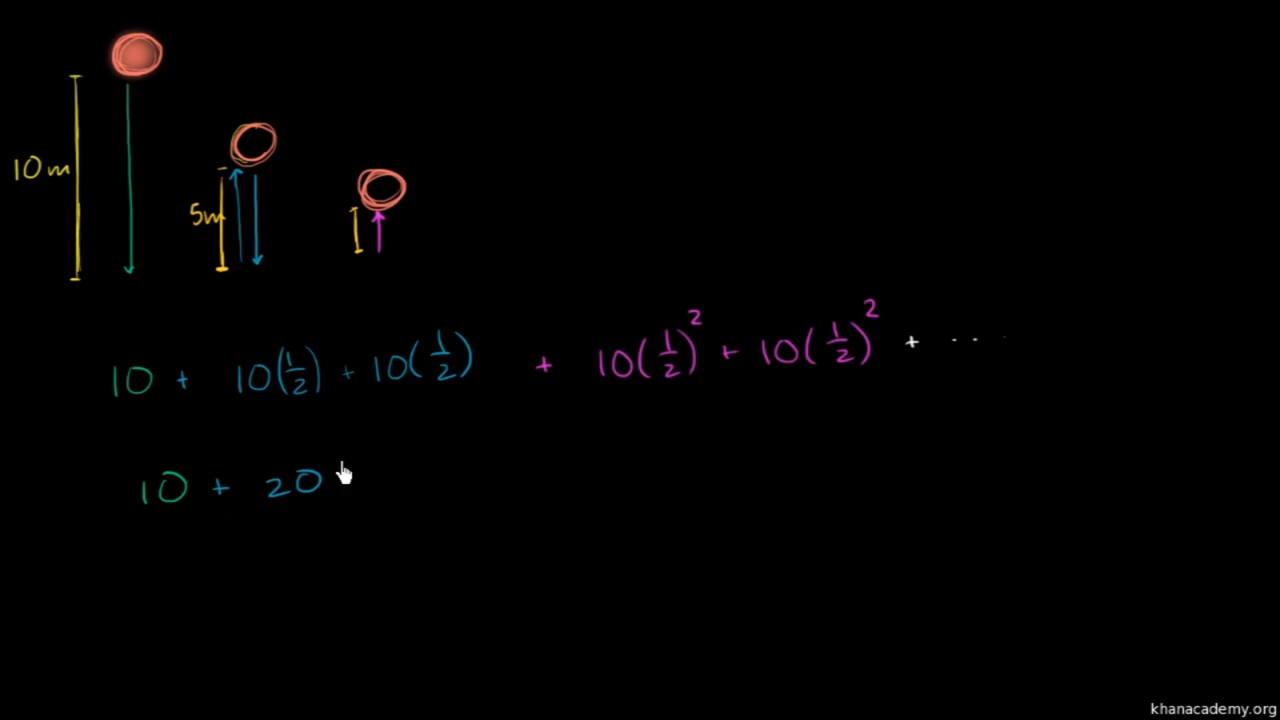 10m
5m
10 + 10(1/2) + 10(1/2) + 10(1/2)² + 10(1/2)² + ....
10 + 20
khanacademy.org